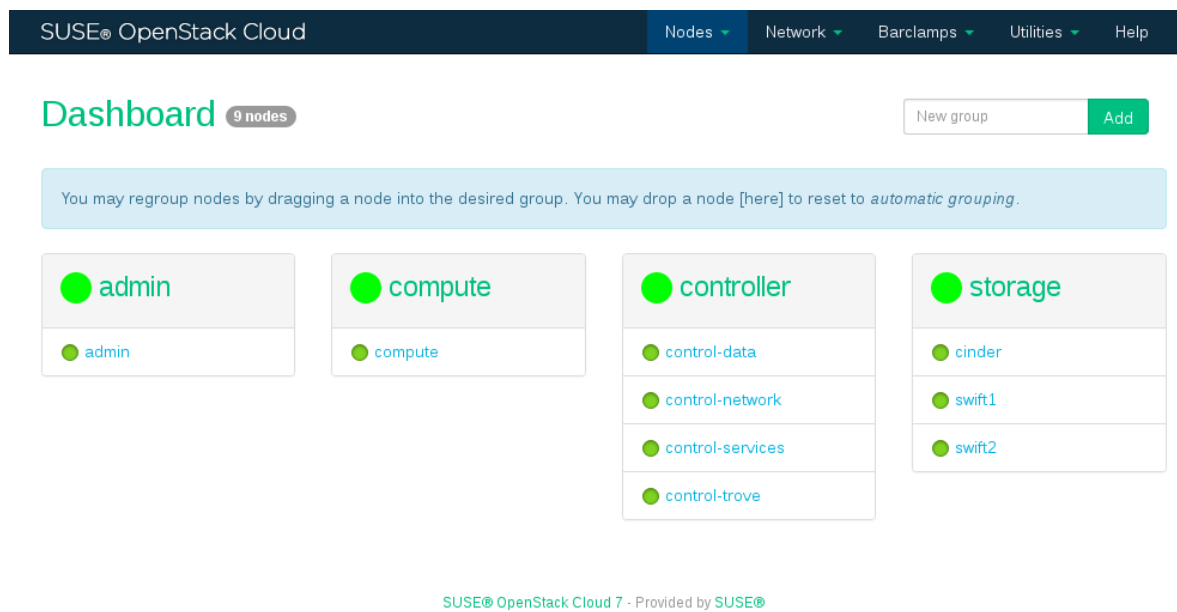 SUSE® OpenStack Cloud
Nodes
Network
Barclamps
Utilities
Help
Dashboard 9 nodes
New group
Add
You may regroup nodes by dragging a node into the desired group. You may drop a node [here] to reset to automatic grouping.
admin
admin
compute
compute
controller
control-data
control-network
control-services
control-trove
storage
cinder
swift1
swift2
SUSE® OpenStack Cloud 7 - Provided by SUSE®